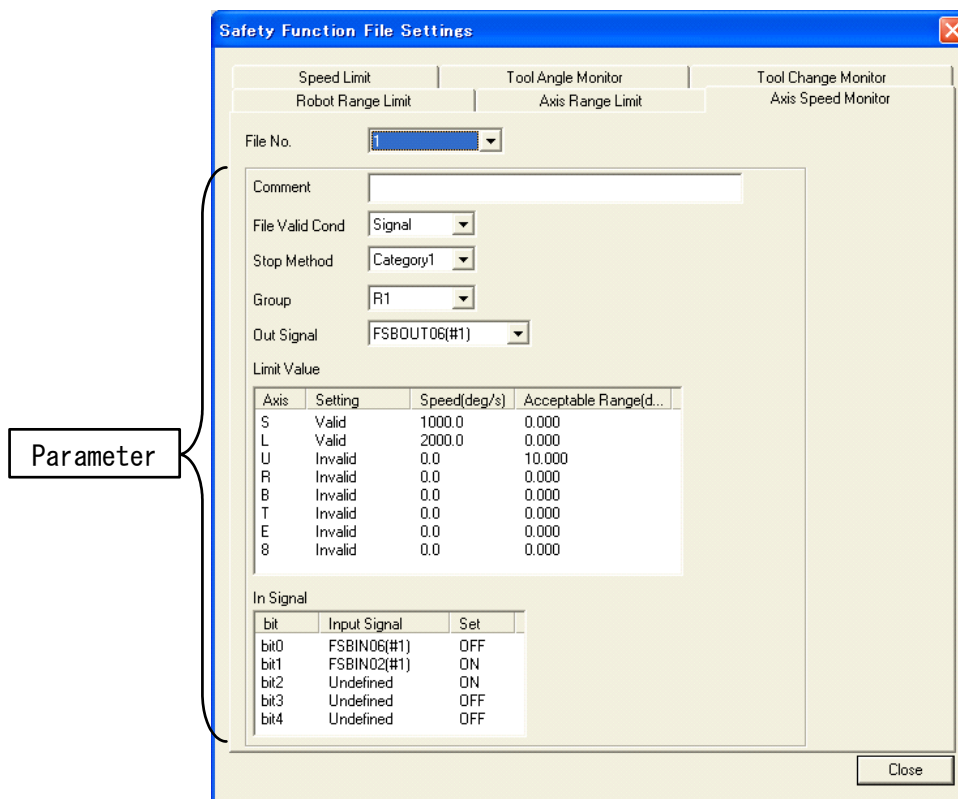 Safety Function File Settings
Speed Limit Tool Angle Monitor Tool Change Monitor
Robot Range Limit Axis Range Limit Axis Speed Monitor
File No. 1
Comment
File Valid Cond Signal
Stop Method Category1
Group R1
Out Signal FSBOUT06(#1)
Limit Value
Axis Setting Speed(deg/s) Acceptable Range(d...
S Valid 1000.0 0.000
L Valid 2000.0 0.000
U Invalid 0.0 10.000
R Invalid 0.0 0.000
B Invalid 0.0 0.000
T Invalid 0.0 0.000
E Invalid 0.0 0.000
8 Invalid 0.0 0.000
Parameter
In Signal
bit Input Signal Set
bit0 FSBIN06(#1) OFF
bit1 FSBIN02(#1) ON
bit2 Undefined ON
bit3 Undefined OFF
bit4 Undefined OFF
Close